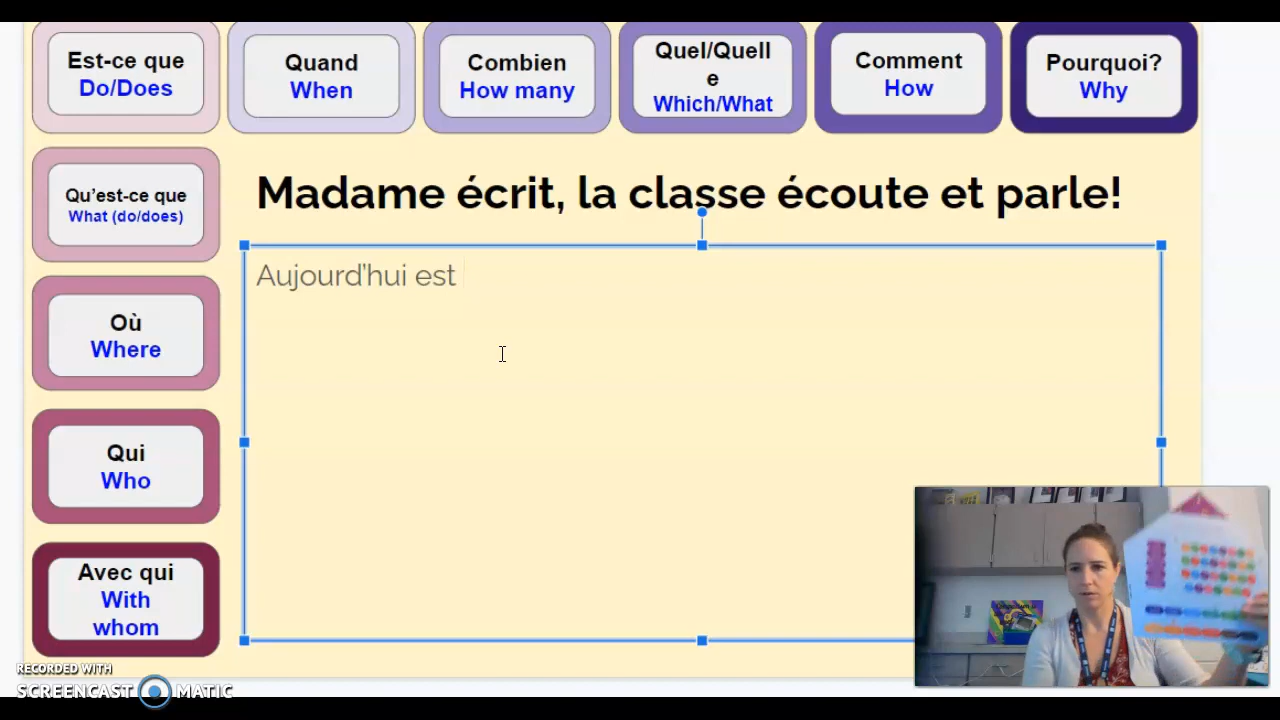 Est-ce que
Do/Does
Quand
When
Combien
How many
Quel/Quell
e
Which/What
Comment
How
Pourquoi?
Why
Qu'est-ce que
What (do/does)
Madame écrit, la classe écoute et parle!
Aujourd'hui est
Où
Where
Qui
Who
Avec qui
With
whom
RECORDED WITH
SCREENCAST MATIC